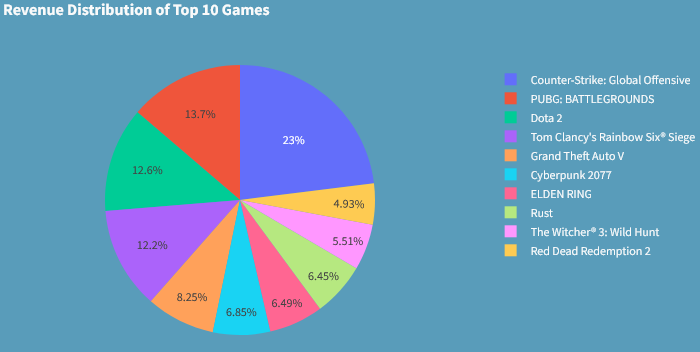 Revenue Distribution of Top 10 Games
23%
13.7%
12.6%
12.2%
8.25%
6.85%
6.49%
6.45%
5.51%
4.93%
Counter-Strike: Global Offensive
PUBG: BATTLEGROUNDS
Dota 2
Tom Clancy's Rainbow Six® Siege
Grand Theft Auto V
Cyberpunk 2077
ELDEN RING
Rust
The Witcher® 3: Wild Hunt
Red Dead Redemption 2